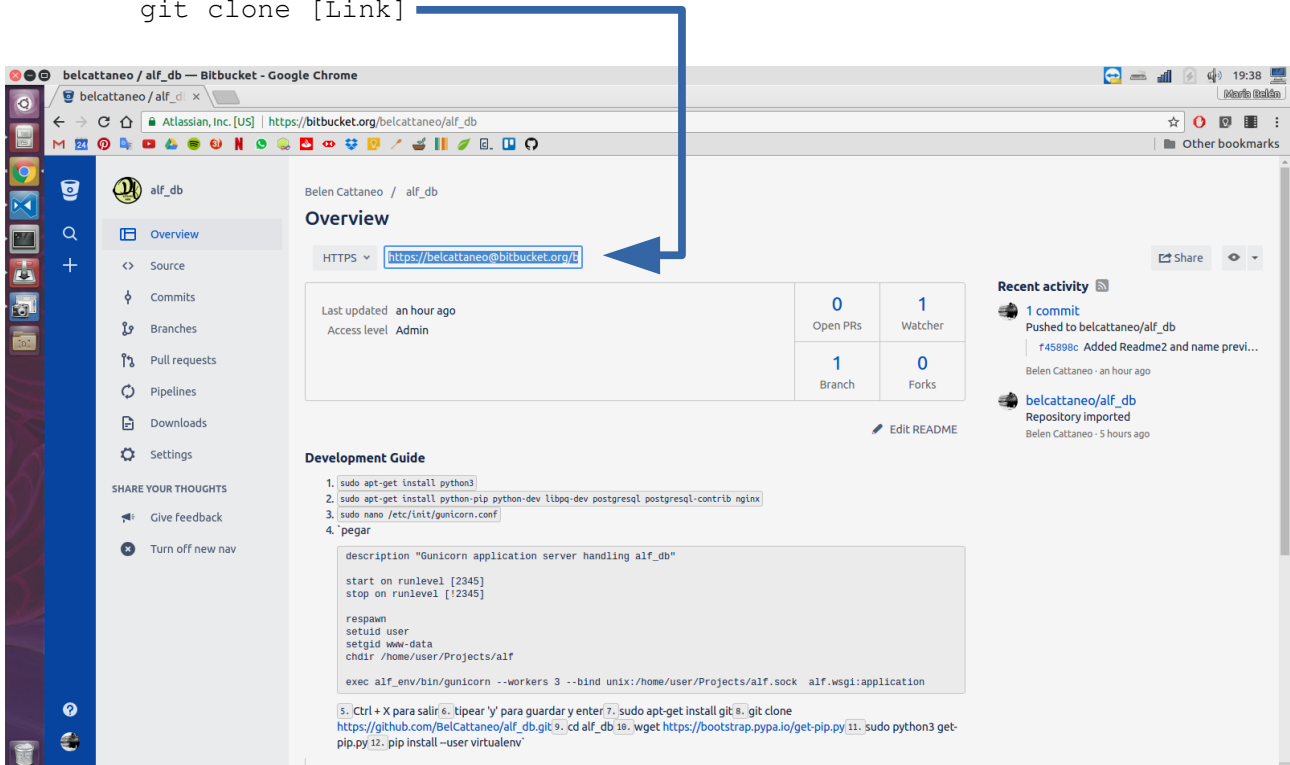 git clone [Link]
belcattaneo / alf_db — Bitbucket - Google Chrome
19:38
belcattaneo / alf_d
María Belén
Atlassian, Inc. [US] https://bitbucket.org/belcattaneo/alf_db
Other bookmarks
alf_db
Overview
Source
Commits
Branches
Pull requests
Pipelines
Downloads
Settings
SHARE YOUR THOUGHTS
Give feedback
Turn off new nav
Belen Cattaneo / alf_db
Overview
HTTPS https://belcattaneo@bitbucket.org/b
Share
Last updated an hour ago
Access level Admin
0
Open PRs
1
Watcher
1
Branch
0
Forks
Edit README
Recent activity
1 commit
Pushed to belcattaneo/alf_db
f45898c Added Readme2 and name previ…
Belen Cattaneo · an hour ago
belcattaneo/alf_db
Repository imported
Belen Cattaneo · 5 hours ago
Development Guide
1. sudo apt-get install python3
2. sudo apt-get install python-pip python-dev libpq-dev postgresql postgresql-contrib nginx
3. sudo nano /etc/init/gunicorn.conf
4. `pegar
description "Gunicorn application server handling alf_db"
start on runlevel [2345]
stop on runlevel [!2345]
respawn
setuid user
setgid www-data
chdir /home/user/Projects/alf
exec alf_env/bin/gunicorn --workers 3 --bind unix:/home/user/Projects/alf.sock alf.wsgi:application
5. Ctrl + X para salir 6. tipear 'y' para guardar y enter 7. sudo apt-get install git 8. git clone
https://github.com/BelCattaneo/alf_db.git 9. cd alf_db 10. wget https://bootstrap.pypa.io/get-pip.py 11. sudo python3 get-
pip.py 12. pip install --user virtualenv`